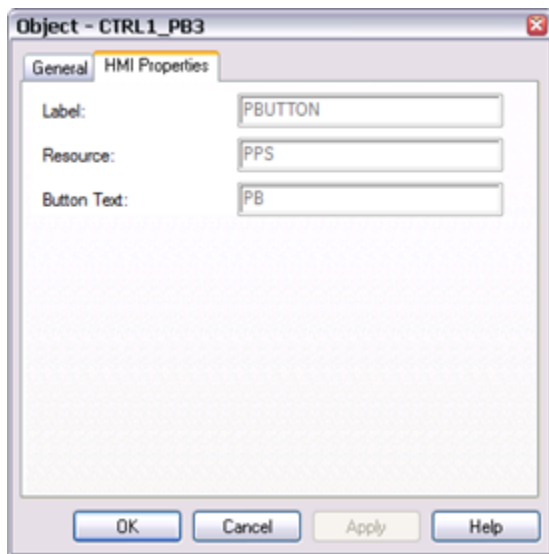 Object - CTRL1_PB3
General HMI Properties
Label: PBUTTON
Resource: PPS
Button Text: PB
OK Cancel Apply Help